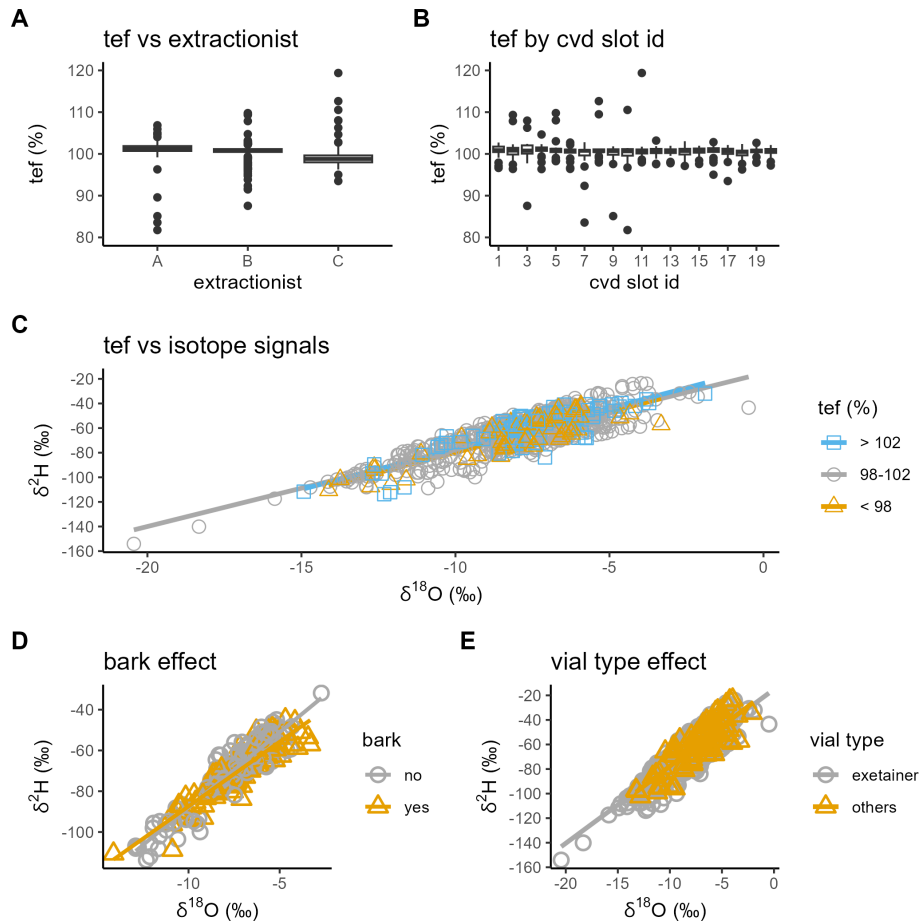 A
tef vs extractionist
120
110
100
90
80
tef (%)
A
B
C
extractionist
B
tef by cvd slot id
120
110
100
90
80
tef (%)
1 3 5 7 9 11 13 15 17 19
cvd slot id
C
tef vs isotope signals
-20
-40
-60
-80
-100
-120
-140
-160
δ²H (‰)
-20 -15 -10 -5 0
δ¹⁸O (‰)
tef (%)
> 102
98-102
< 98
D
bark effect
-40
-60
-80
-100
δ²H (‰)
-10 -5
δ¹⁸O (‰)
bark
no
yes
E
vial type effect
-20
-40
-60
-80
-100
-120
-140
-160
δ²H (‰)
-20 -15 -10 -5 0
δ¹⁸O (‰)
vial type
exetainer
others